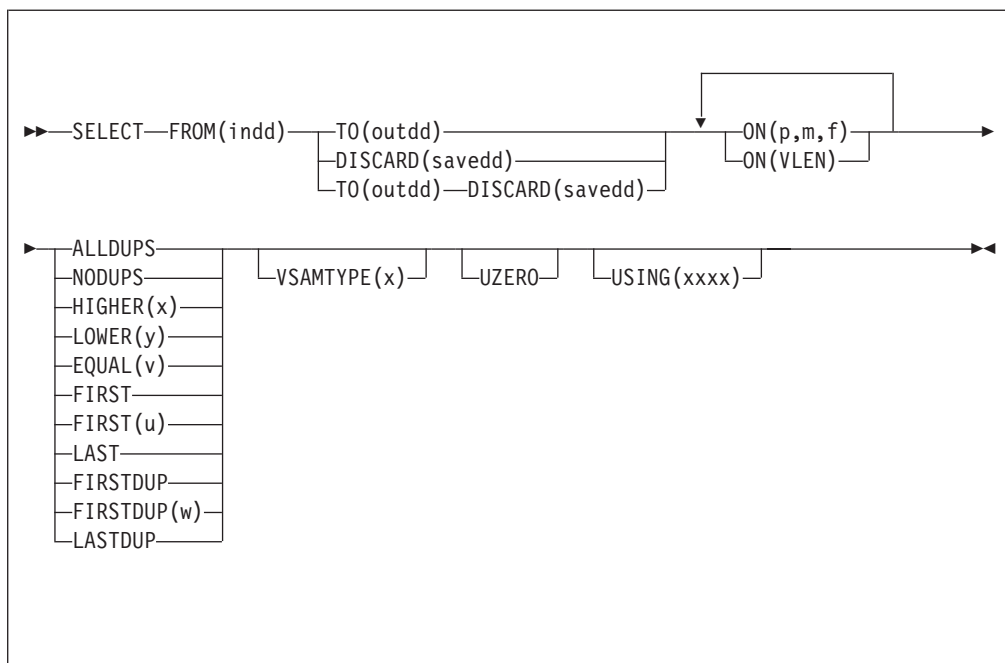 SELECT FROM(indd) TO(outdd) ON(p,m,f)
DISCARD(savedd) ON(VLEN)
TO(outdd) DISCARD(savedd)
ALLDUPS
NODUPS VSAMTYPE(x) UZERO USING(xxxx)
HIGHER(x)
LOWER(y)
EQUAL(v)
FIRST
FIRST(u)
LAST
FIRSTDUP
FIRSTDUP(w)
LASTDUP